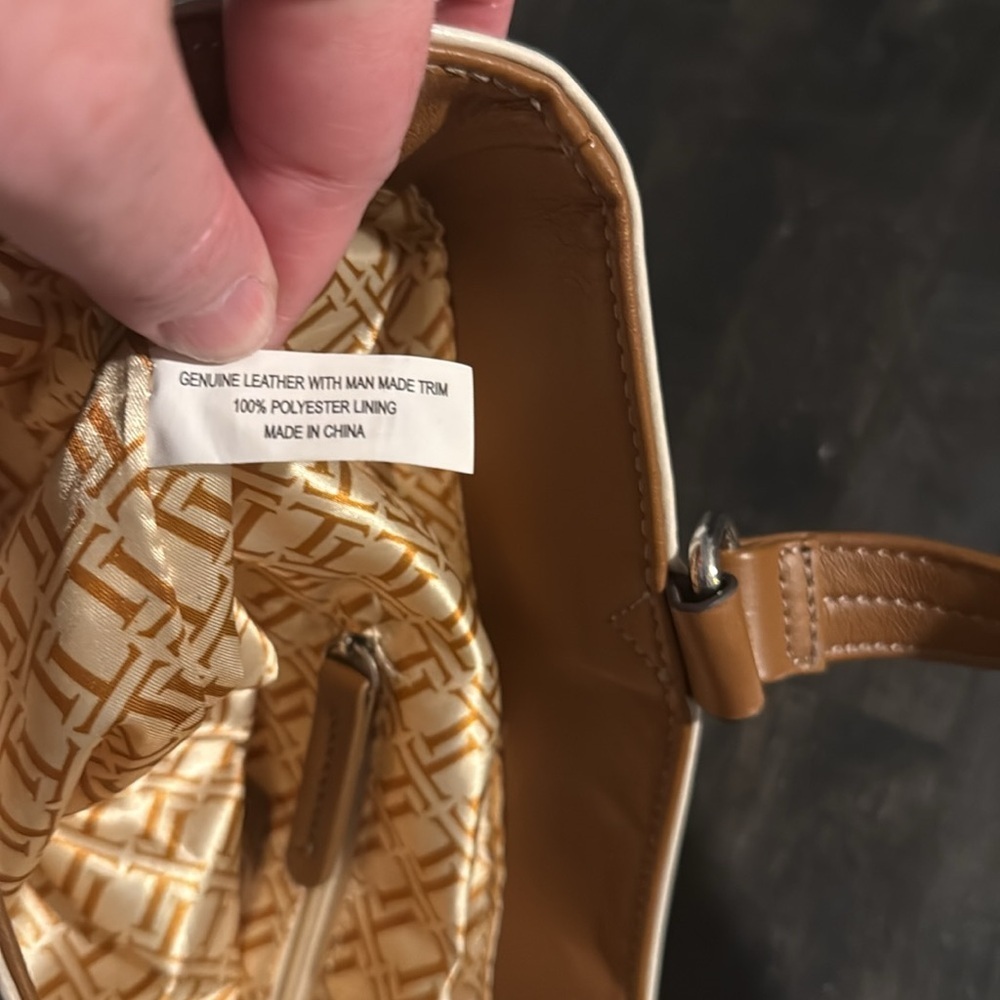 GENUINE LEATHER WITH MAN MADE TRIM
100% POLYESTER LINING
MADE IN CHINA